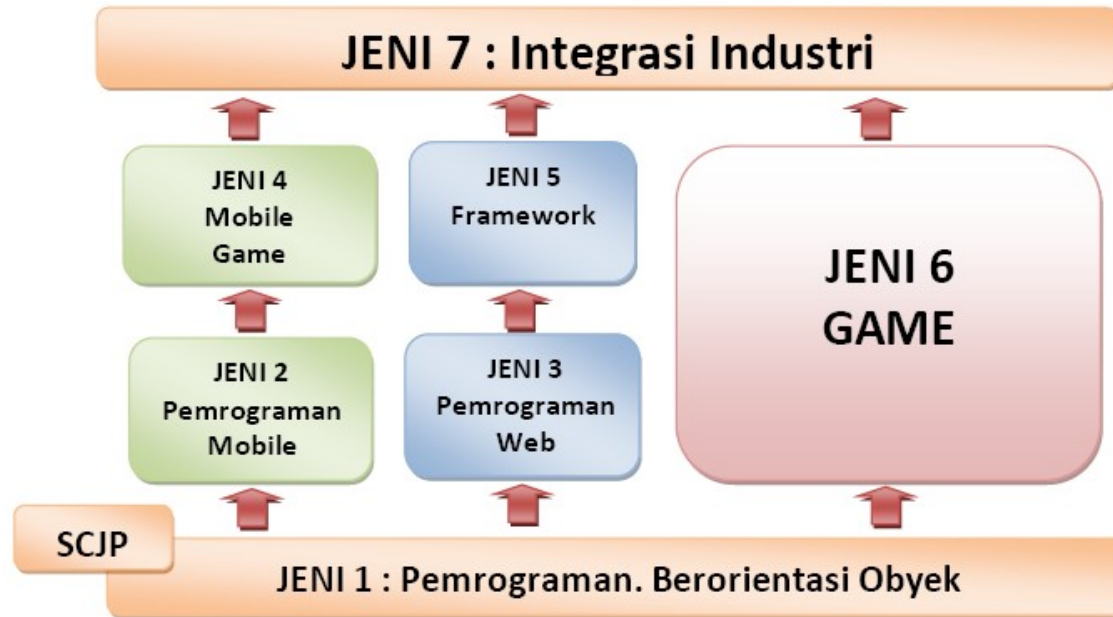 JENI 7 : Integrasi Industri
JENI 4
Mobile
Game
JENI 5
Framework
JENI 6
GAME
JENI 2
Pemrograman
Mobile
JENI 3
Pemrograman
Web
SCJP
JENI 1 : Pemrograman. Berorientasi Obyek